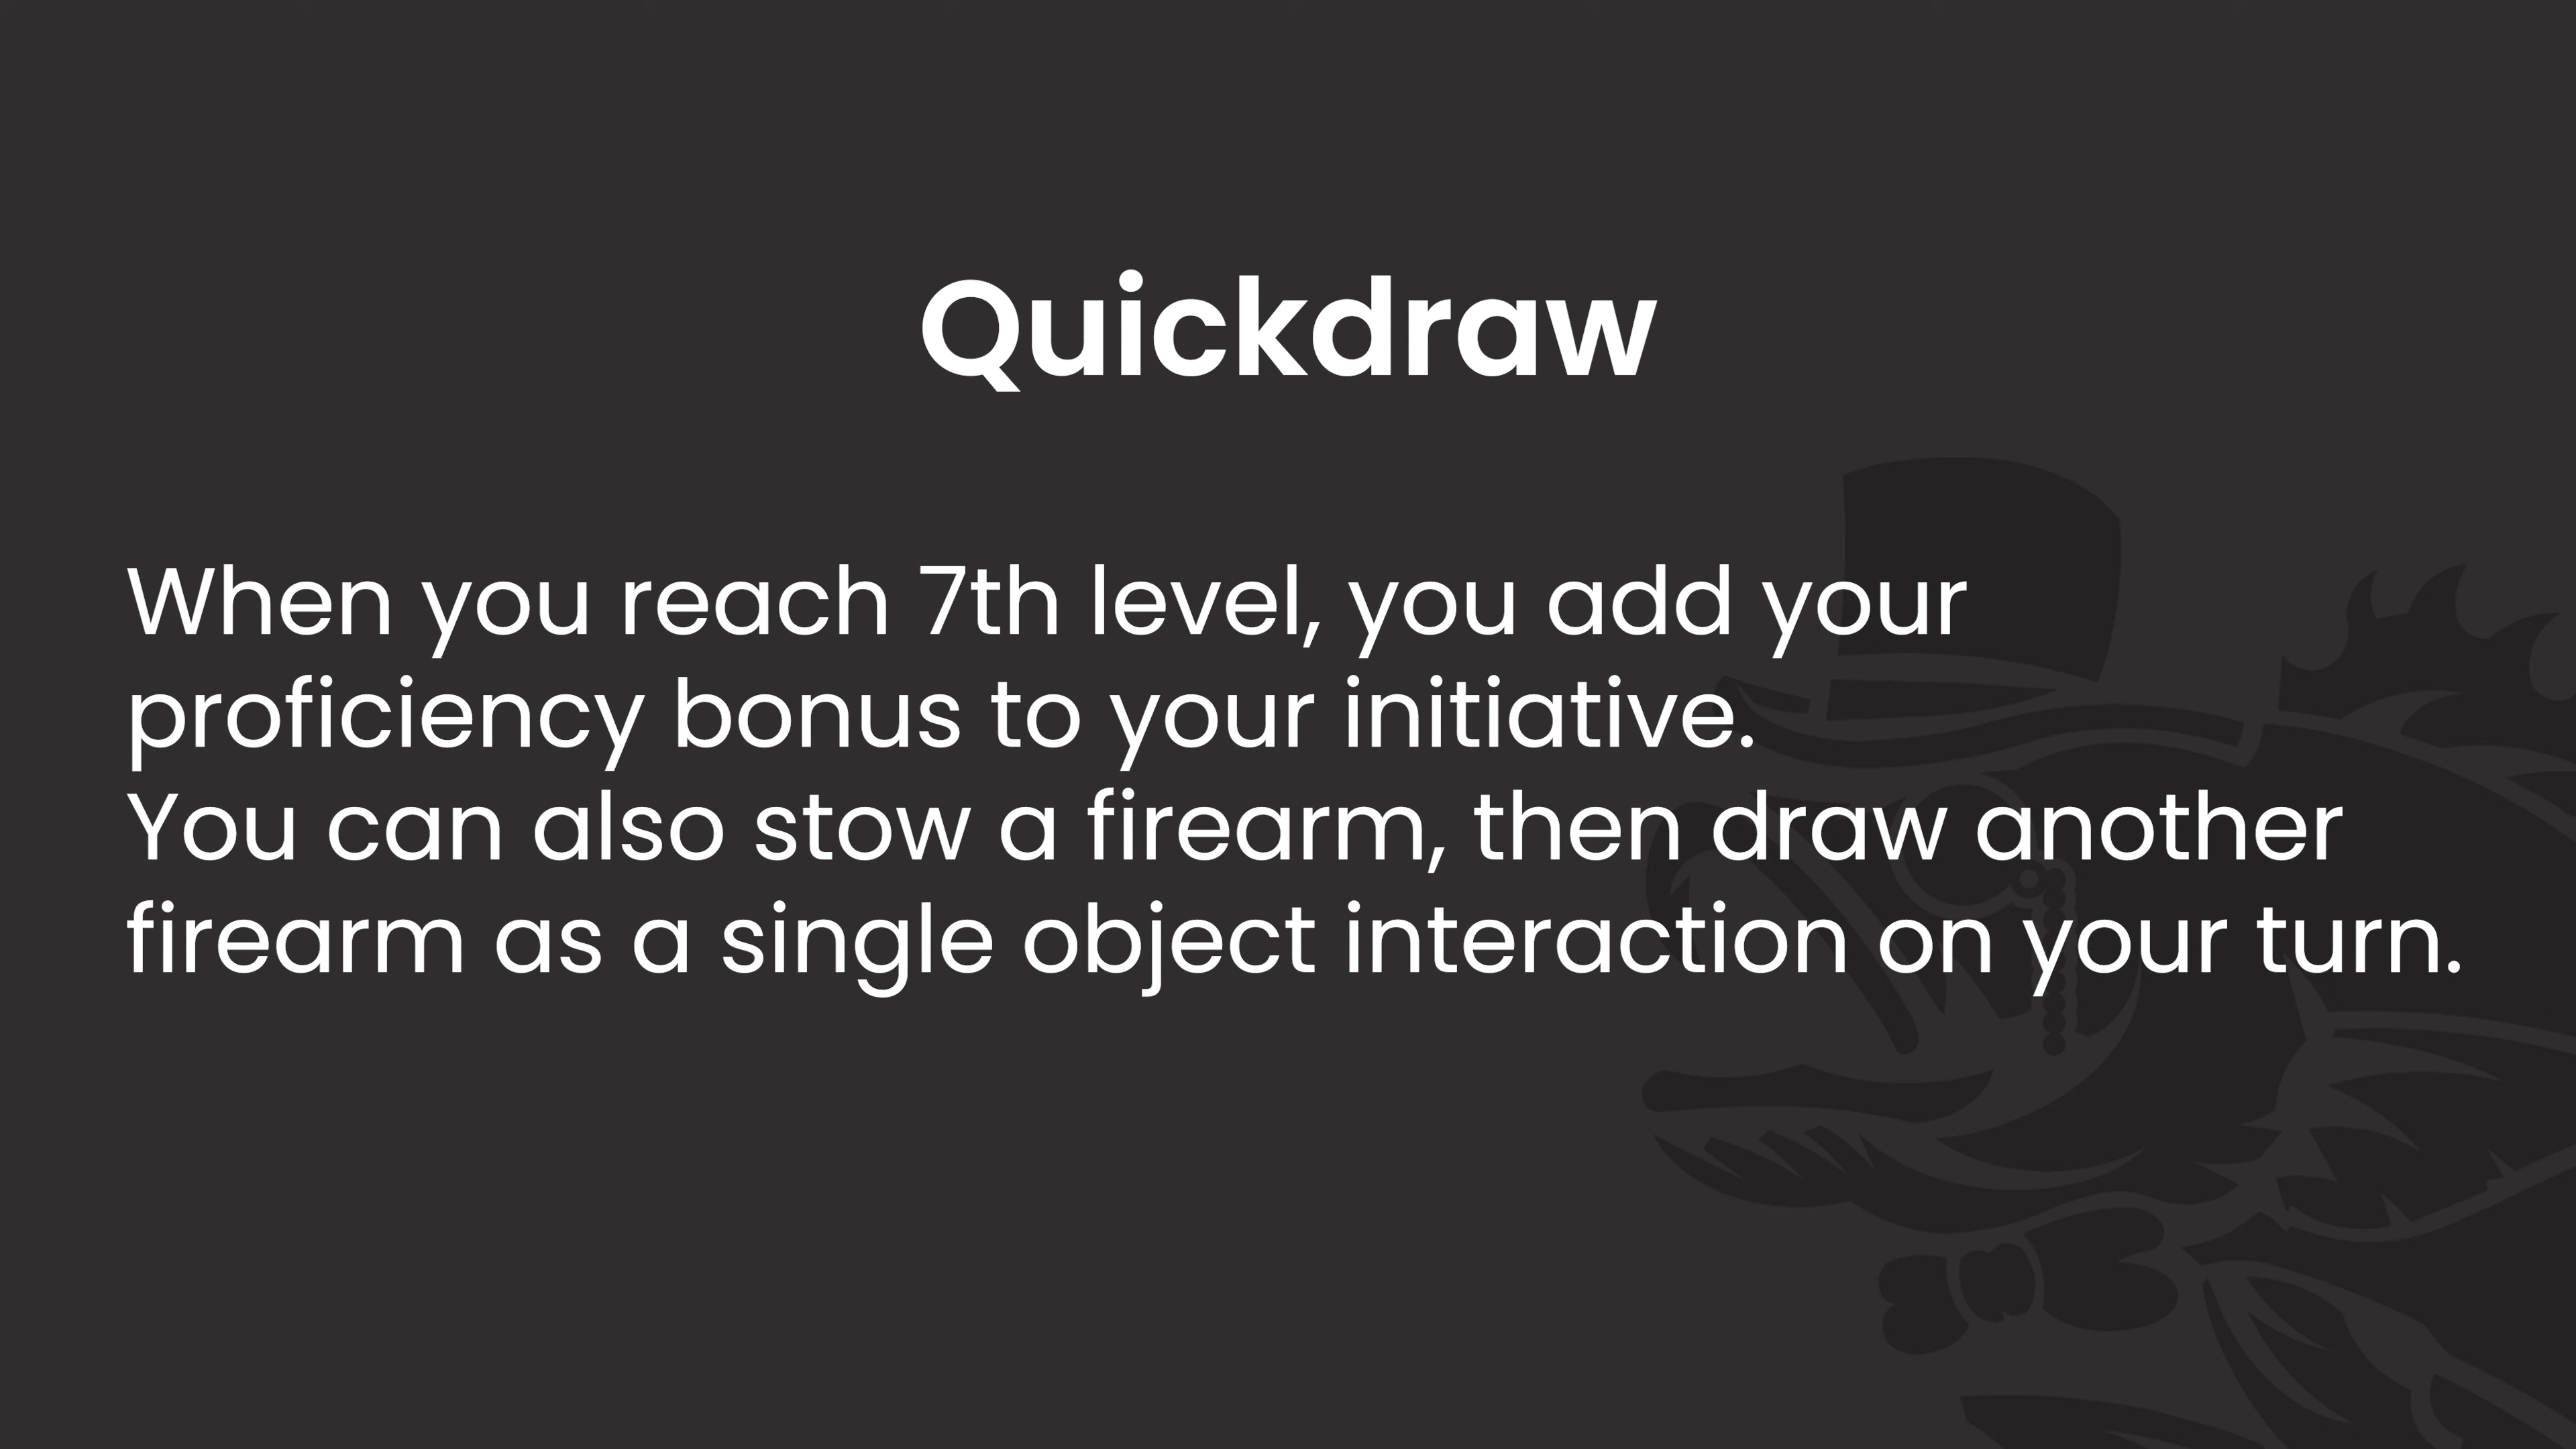 Quickdraw
When you reach 7th level, you add your
proficiency bonus to your initiative.
You can also stow a firearm, then draw another
firearm as a single object interaction on your turn.